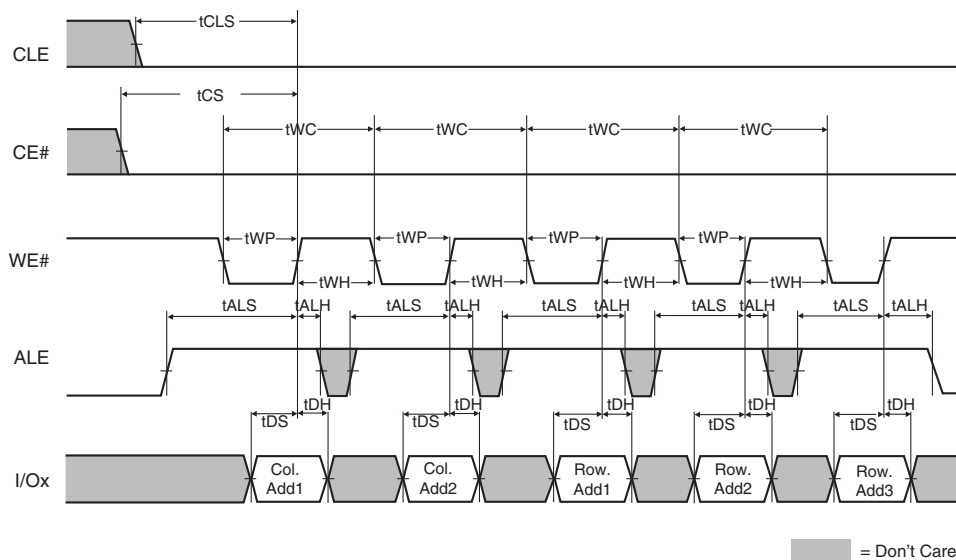 tCLS
CLE
tCS
tWC tWC tWC tWC
CE#
tWP tWP tWP tWP
WE#
tWH tWH tWH tWH
tALS tALH tALS tALH tALS tALH tALS tALH tALS tALH
ALE
tDH tDH tDH tDH tDH
tDS tDS tDS tDS tDS
I/Ox
Col. Add1
Col. Add2
Row. Add1
Row. Add2
Row. Add3
= Don't Care